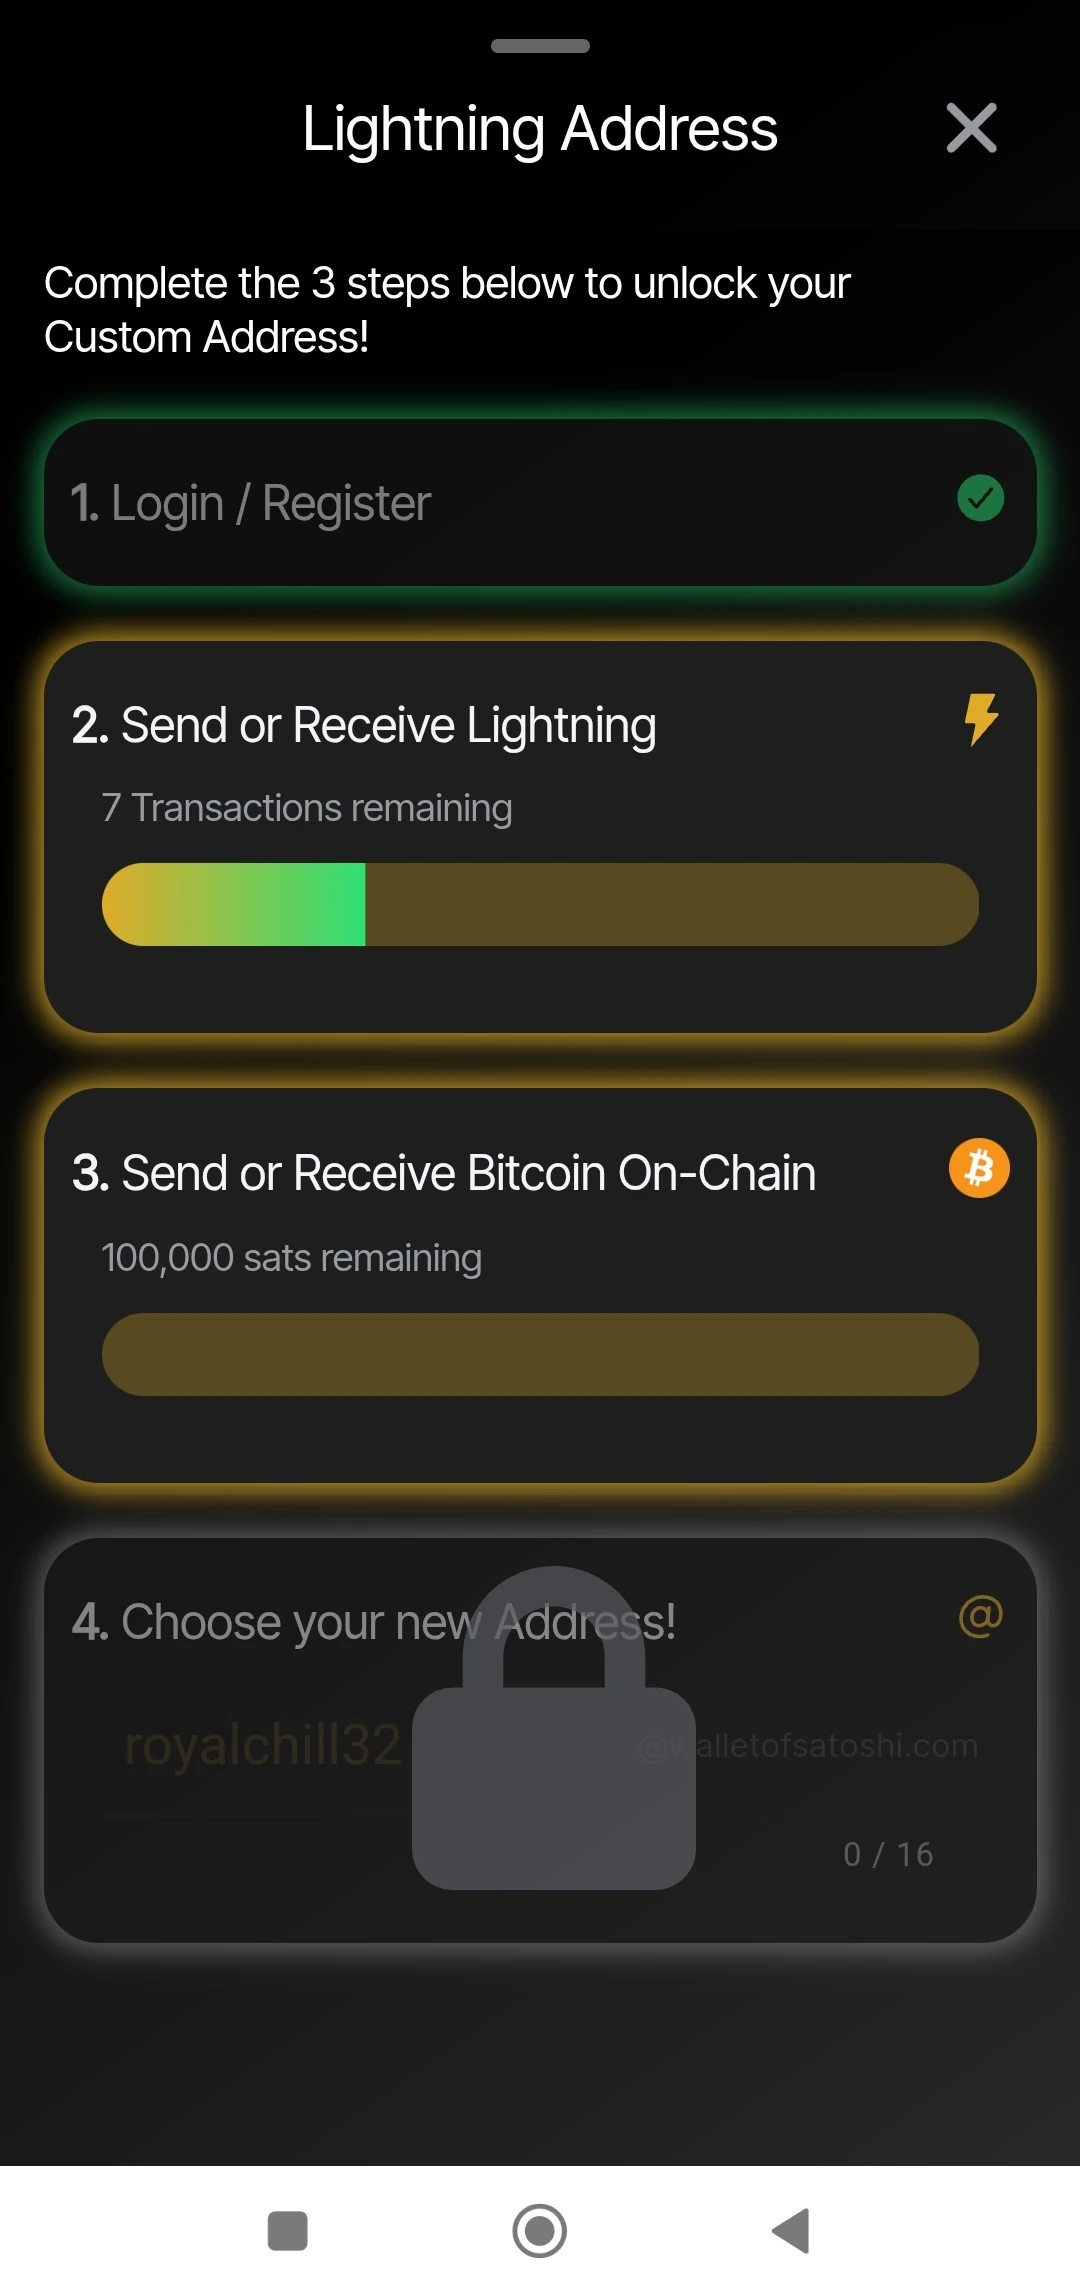 Lightning Address
Complete the 3 steps below to unlock your
Custom Address!
1. Login / Register
2. Send or Receive Lightning
7 Transactions remaining
3. Send or Receive Bitcoin On-Chain
100,000 sats remaining
4. Choose your new Address!
@
royalchill32
@walletofsatoshi.com
0 / 16